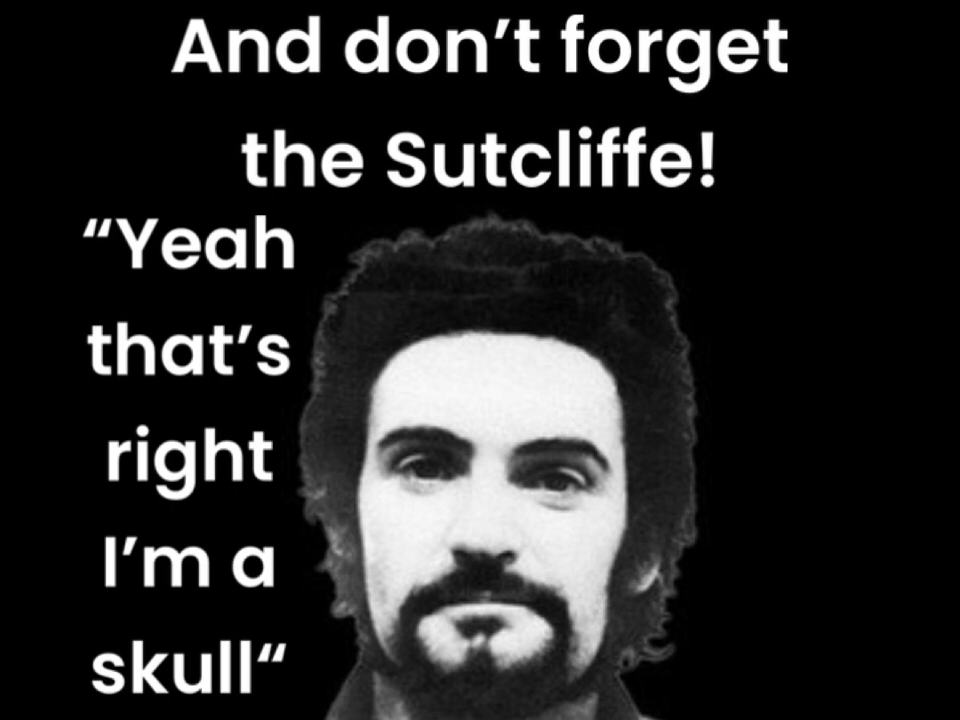 And don’t forget
the Sutcliffe!
“Yeah
that’s
right
I’m a
skull“